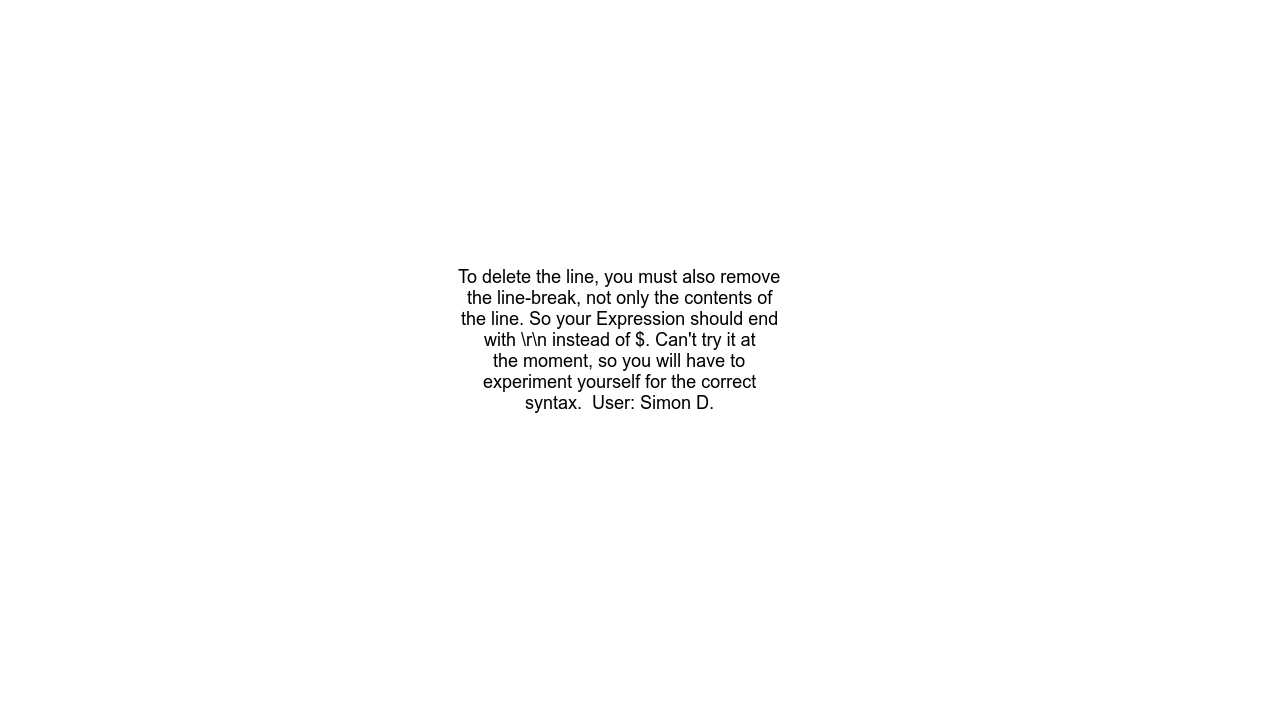 To delete the line, you must also remove
the line-break, not only the contents of
the line. So your Expression should end
with \r\n instead of $. Can't try it at
the moment, so you will have to
experiment yourself for the correct
syntax.  User: Simon D.